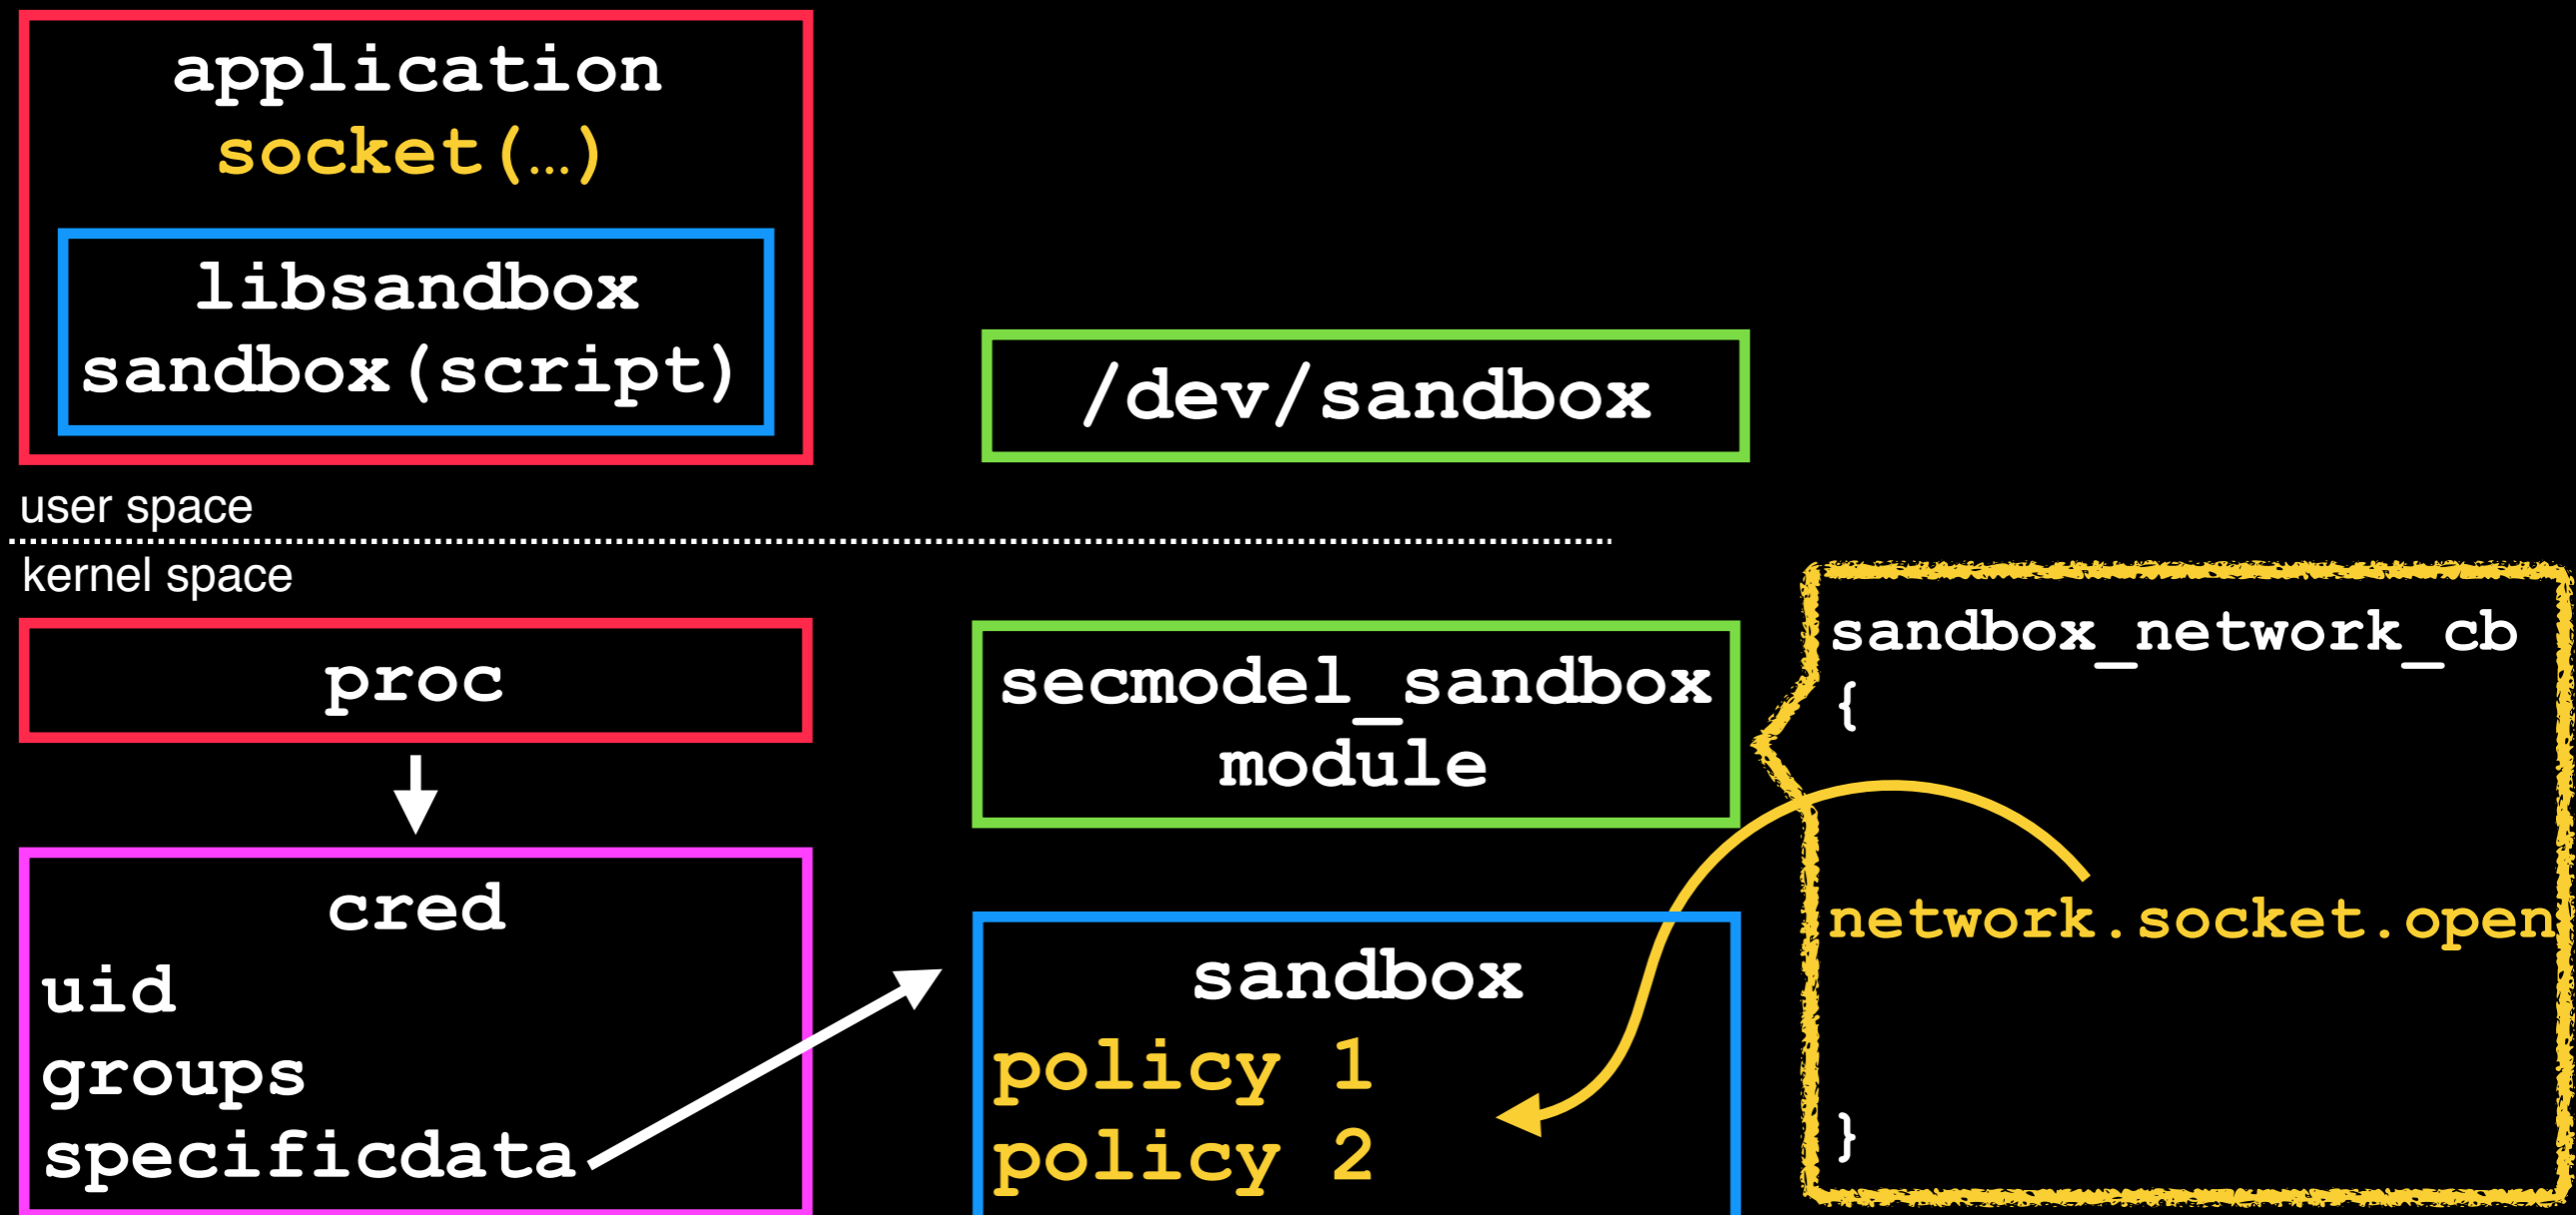 application
socket(…)
libsandbox
sandbox(script)
/dev/sandbox
user space
kernel space
proc
cred
uid
groups
specificdata
secmodel_sandbox
module
sandbox
policy 1
policy 2
sandbox_network_cb
{
network.socket.open
}